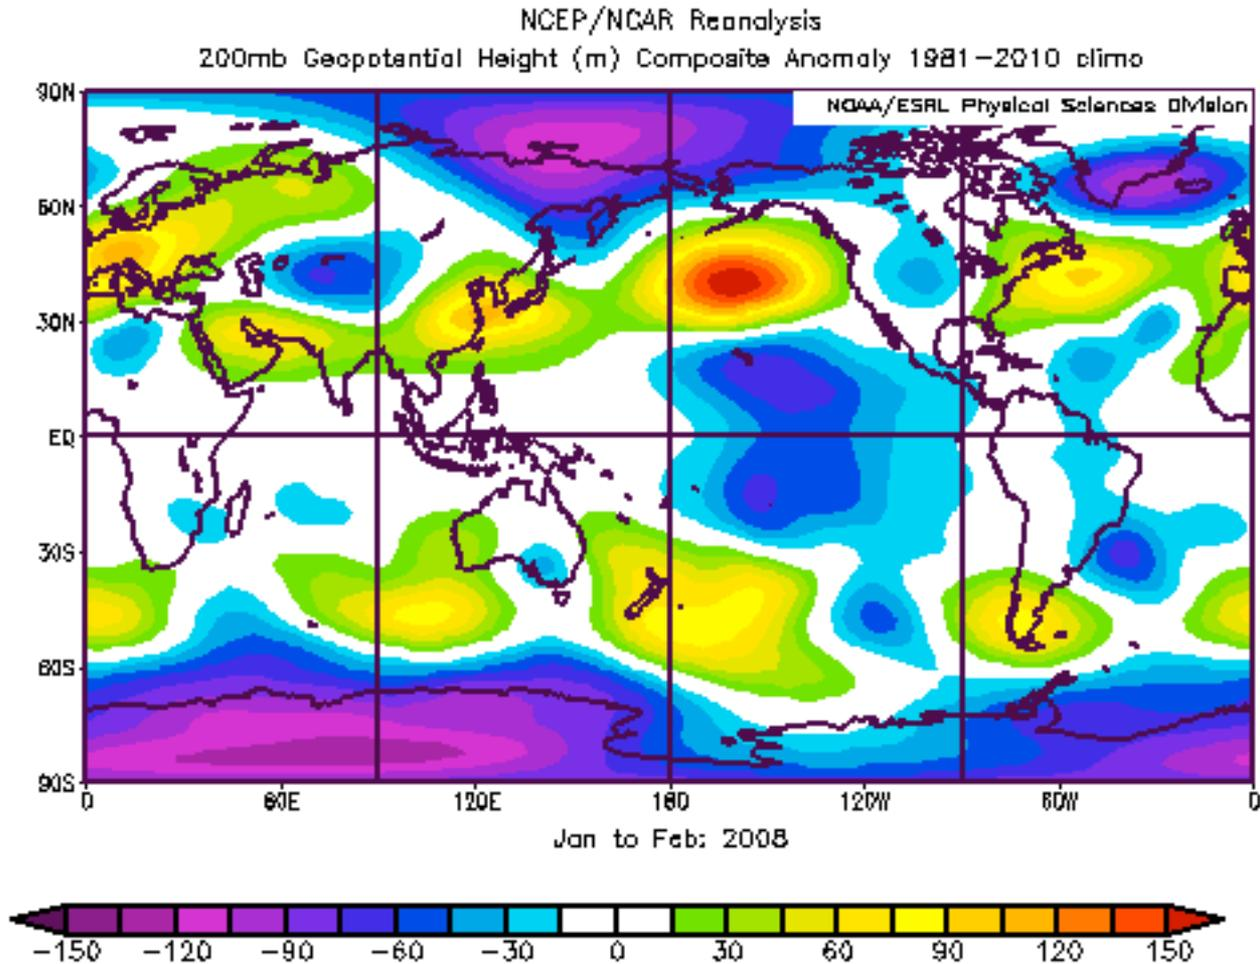 NCEP/NCAR Reanalysis
200mb Geopotential Height (m) Composite Anomaly 1981-2010 climo
NOAA/ESRL Physical Sciences Division
90N
60N
30N
EQ
30S
60S
90S
0 60E 120E 180 120W 60W 0
Jan to Feb: 2008
-150 -120 -90 -60 -30 0 30 60 90 120 150